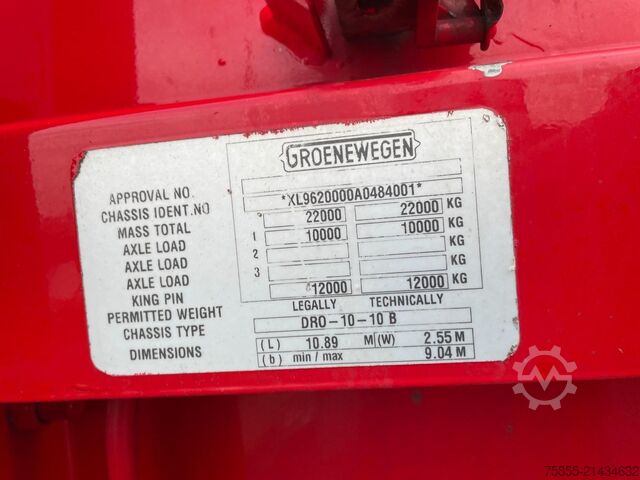 GROENEWEGEN
APPROVAL NO.
CHASSIS IDENT.NO *XL9620000A0484001*
MASS TOTAL 0 22000 22000 KG
AXLE LOAD 1 10000 10000 KG
AXLE LOAD 2 KG
AXLE LOAD 3 KG
KING PIN 12000 12000 KG
PERMITTED WEIGHT LEGALLY TECHNICALLY
CHASSIS TYPE DRO-10-10 B
DIMENSIONS (L) 10.89 M (W) 2.55 M
(b) min / max 9.04 M
75855-21434632